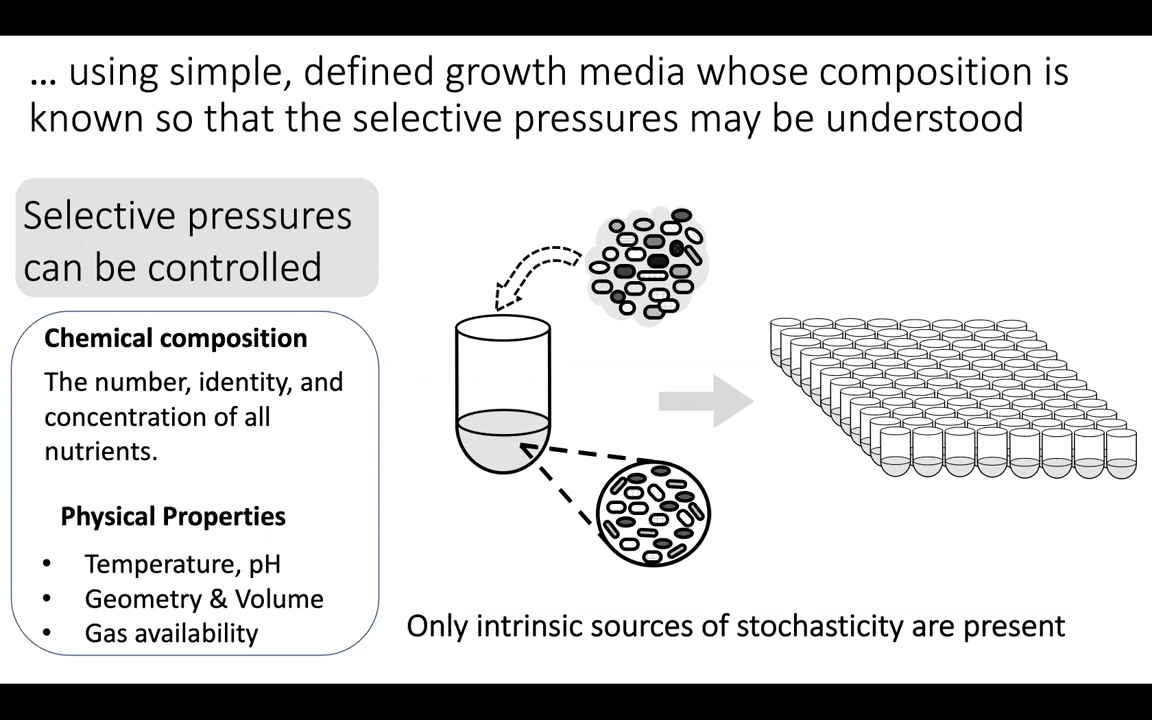 … using simple, defined growth media whose composition is
known so that the selective pressures may be understood
Selective pressures
can be controlled
Chemical composition
The number, identity, and
concentration of all
nutrients.
Physical Properties
• Temperature, pH
• Geometry & Volume
• Gas availability
Only intrinsic sources of stochasticity are present